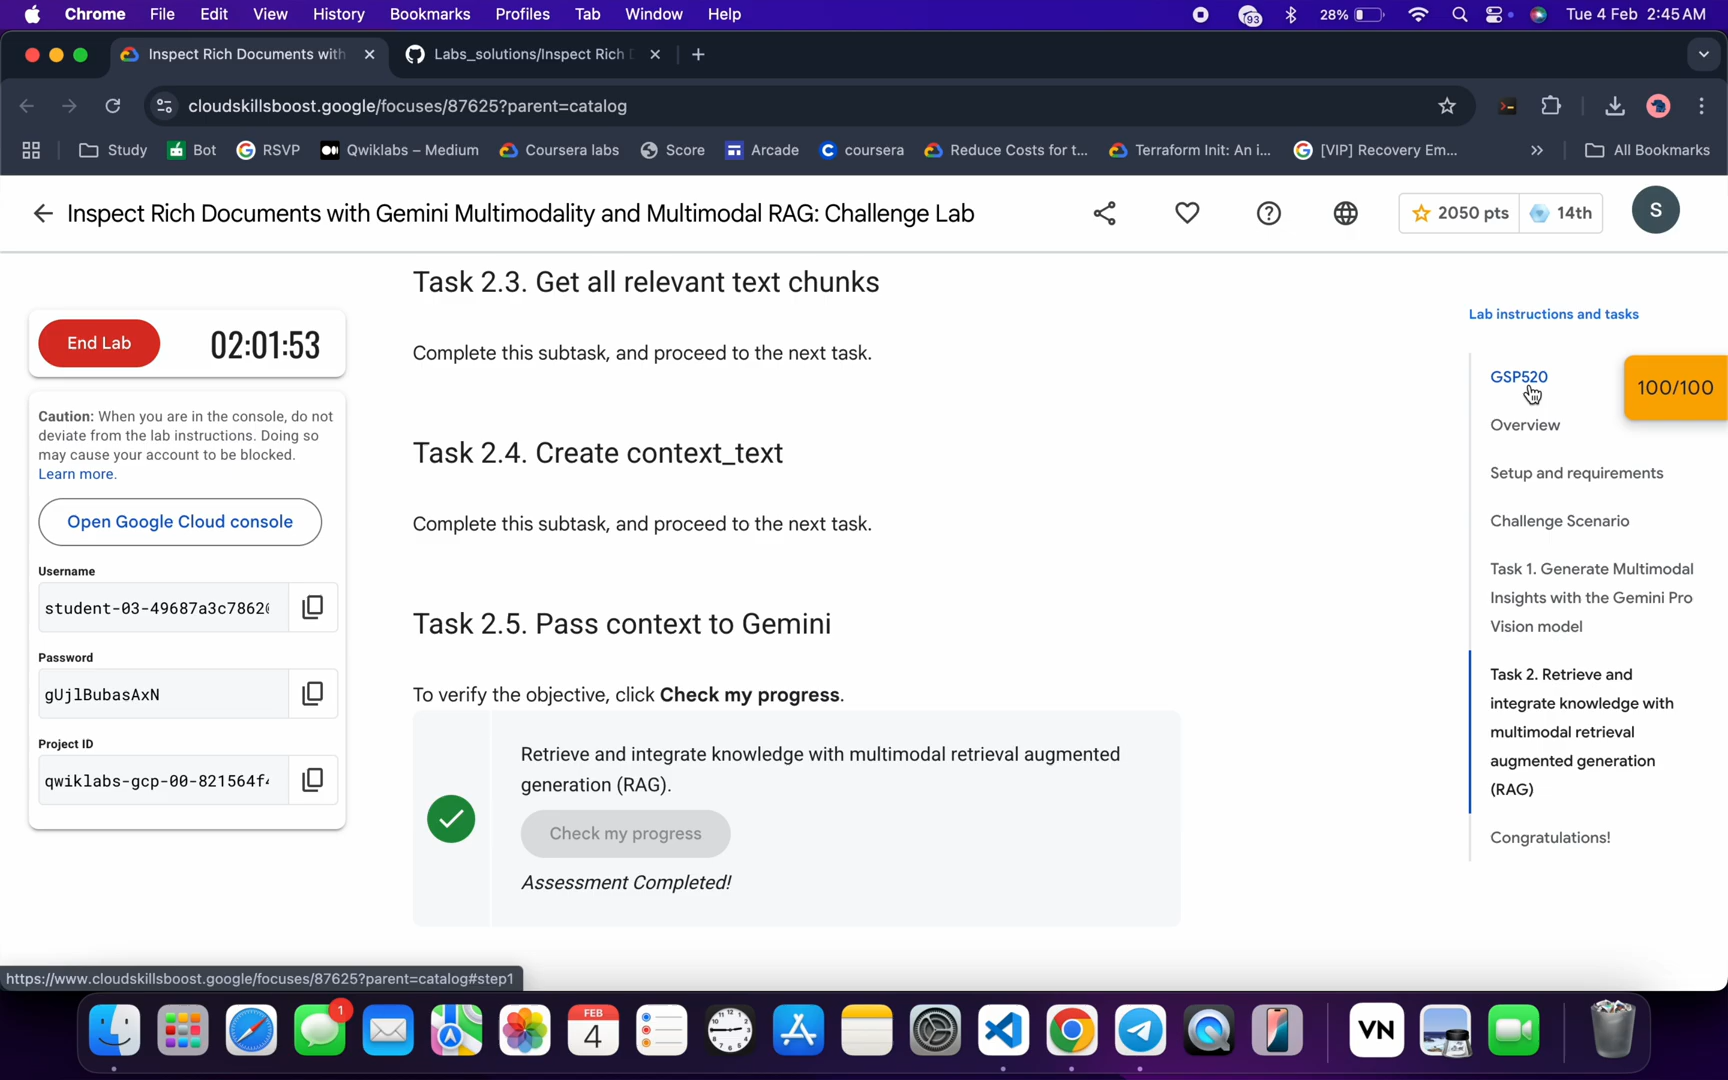 Chrome File Edit View History Bookmarks Profiles Tab Window Help 93 28% Tue 4 Feb 2:45 AM
Inspect Rich Documents with Labs_solutions/Inspect Rich
cloudskillsboost.google/focuses/87625?parent=catalog
Study Bot RSVP Qwiklabs – Medium Coursera labs Score Arcade coursera Reduce Costs for t... Terraform Init: An i... [VIP] Recovery Em... » All Bookmarks
Inspect Rich Documents with Gemini Multimodality and Multimodal RAG: Challenge Lab 2050 pts 14th S
End Lab 02:01:53
Caution: When you are in the console, do not
deviate from the lab instructions. Doing so
may cause your account to be blocked.
Learn more.
Open Google Cloud console
Username
student-03-49687a3c7862
Password
gUjlBubasAxN
Project ID
qwiklabs-gcp-00-821564f
Task 2.3. Get all relevant text chunks
Complete this subtask, and proceed to the next task.
Task 2.4. Create context_text
Complete this subtask, and proceed to the next task.
Task 2.5. Pass context to Gemini
To verify the objective, click Check my progress.
Retrieve and integrate knowledge with multimodal retrieval augmented
generation (RAG).
Check my progress
Assessment Completed!
Lab instructions and tasks
GSP520
100/100
Overview
Setup and requirements
Challenge Scenario
Task 1. Generate Multimodal
Insights with the Gemini Pro
Vision model
Task 2. Retrieve and
integrate knowledge with
multimodal retrieval
augmented generation
(RAG)
Congratulations!
https://www.cloudskillsboost.google/focuses/87625?parent=catalog#step1
1
FEB
4
VN